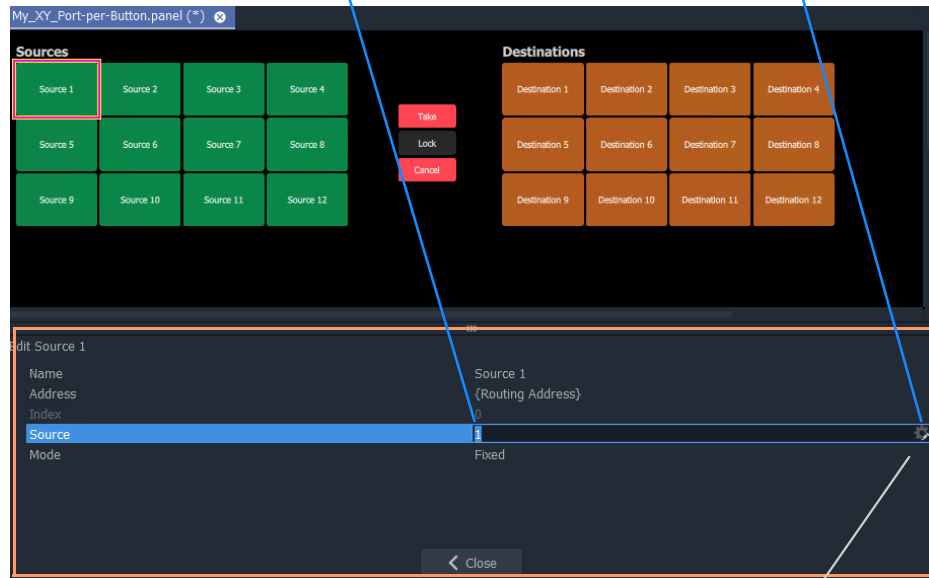 My_XY_Port-per-Button.panel (*)
Sources
Destinations
Source 1 Source 2 Source 3 Source 4
Destination 1 Destination 2 Destination 3 Destination 4
Take
Source 5 Source 6 Source 7 Source 8
Lock
Destination 5 Destination 6 Destination 7 Destination 8
Cancel
Source 9 Source 10 Source 11 Source 12
Destination 9 Destination 10 Destination 11 Destination 12
Edit Source 1
Name Source 1
Address {Routing Address}
Index 0
Source 1
Mode Fixed
Close